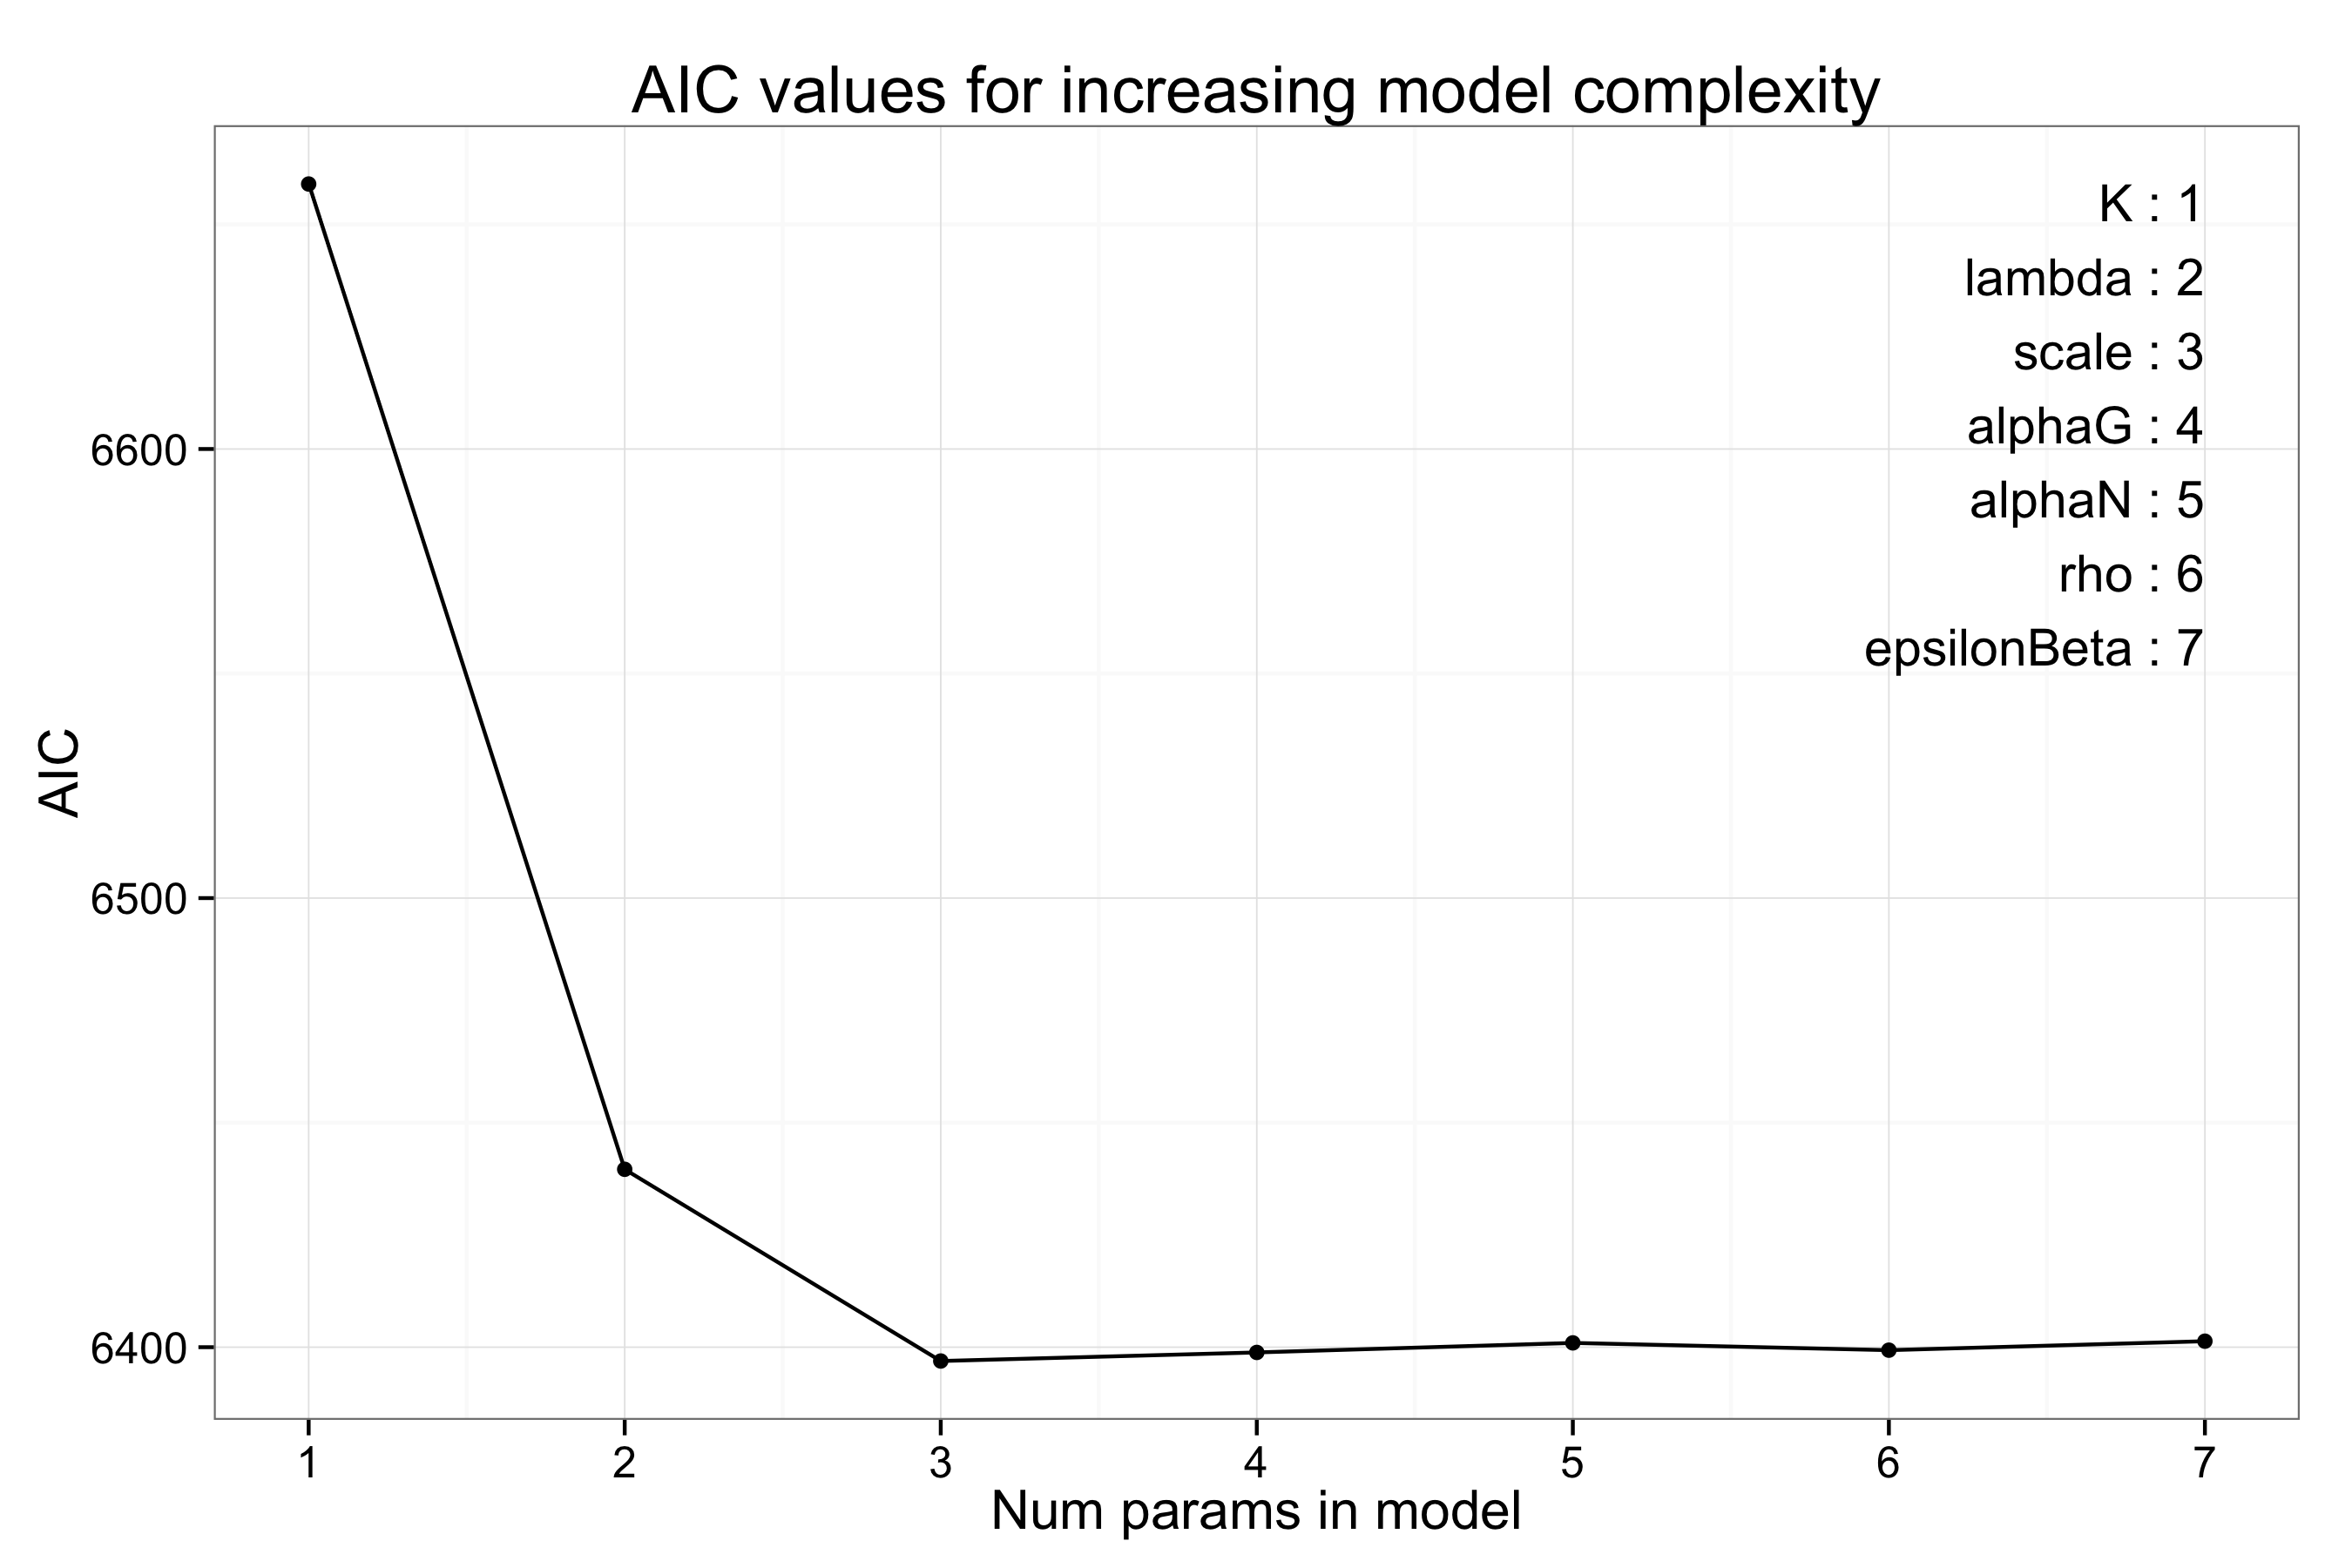 AIC values for increasing model complexity
K : 1
lambda : 2
scale : 3
alphaG : 4
alphaN : 5
rho : 6
epsilonBeta : 7
6600
6500
6400
AIC
1 2 3 4 5 6 7
Num params in model